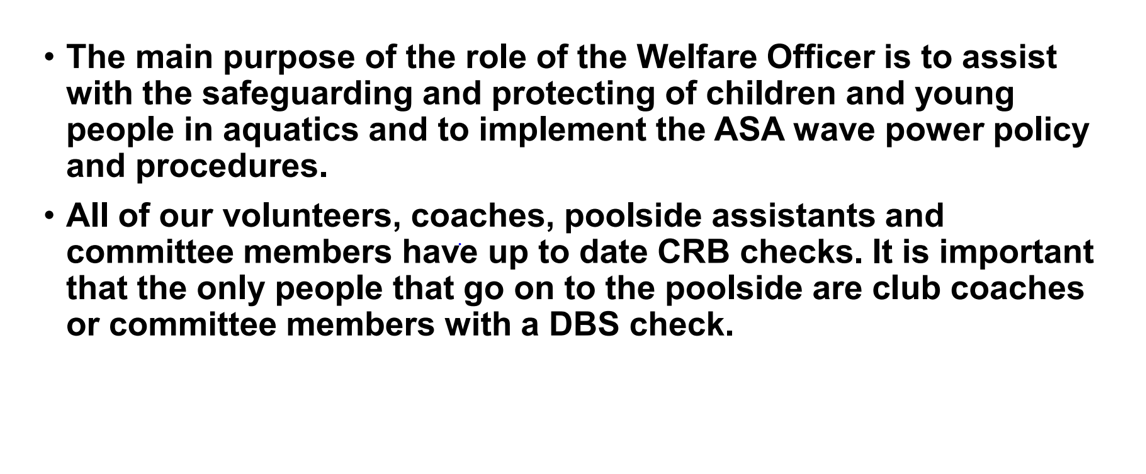 • The main purpose of the role of the Welfare Officer is to assist
with the safeguarding and protecting of children and young
people in aquatics and to implement the ASA wave power policy
and procedures.
• All of our volunteers, coaches, poolside assistants and
committee members have up to date CRB checks. It is important
that the only people that go on to the poolside are club coaches
or committee members with a DBS check.